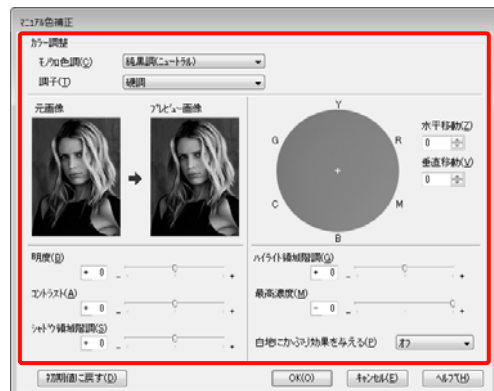 マニュアル色補正
カラー調整
モノクロ色調(C) 純黒調(ニュートラル)
調子(T) 硬調
元画像 プレビュー画像
Y
G R
C M
B
水平移動(Z)
0
垂直移動(V)
0
明度(B)
+ 0 - +
コントラスト(A)
+ 0 - +
シャドウ領域階調(S)
+ 0 - +
ハイライト領域階調(G)
+ 0 - +
最高濃度(M)
- 0 - +
白地にかぶり効果を与える(P) オフ
初期値に戻す(D) OK(O) キャンセル(E) ヘルプ(H)